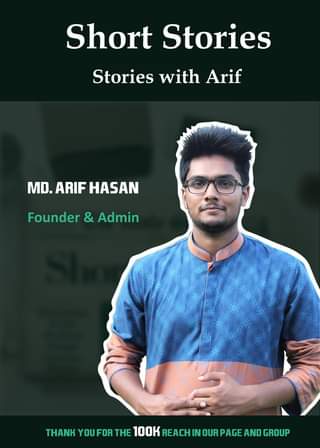 Short Stories
Stories with Arif
MD. ARIF HASAN
Founder & Admin
THANK YOU FOR THE 100K REACH IN OUR PAGE AND GROUP